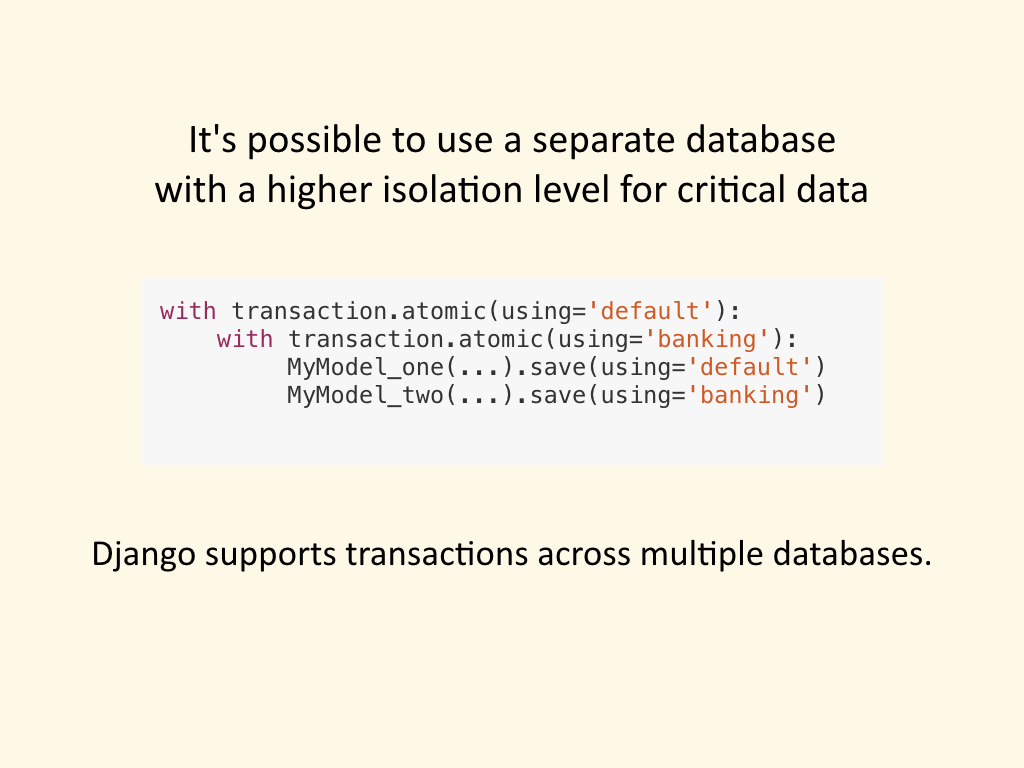 It's possible to use a separate database
with a higher isolation level for critical data
with transaction.atomic(using='default'):
    with transaction.atomic(using='banking'):
         MyModel_one(...).save(using='default')
         MyModel_two(...).save(using='banking')
Django supports transactions across multiple databases.